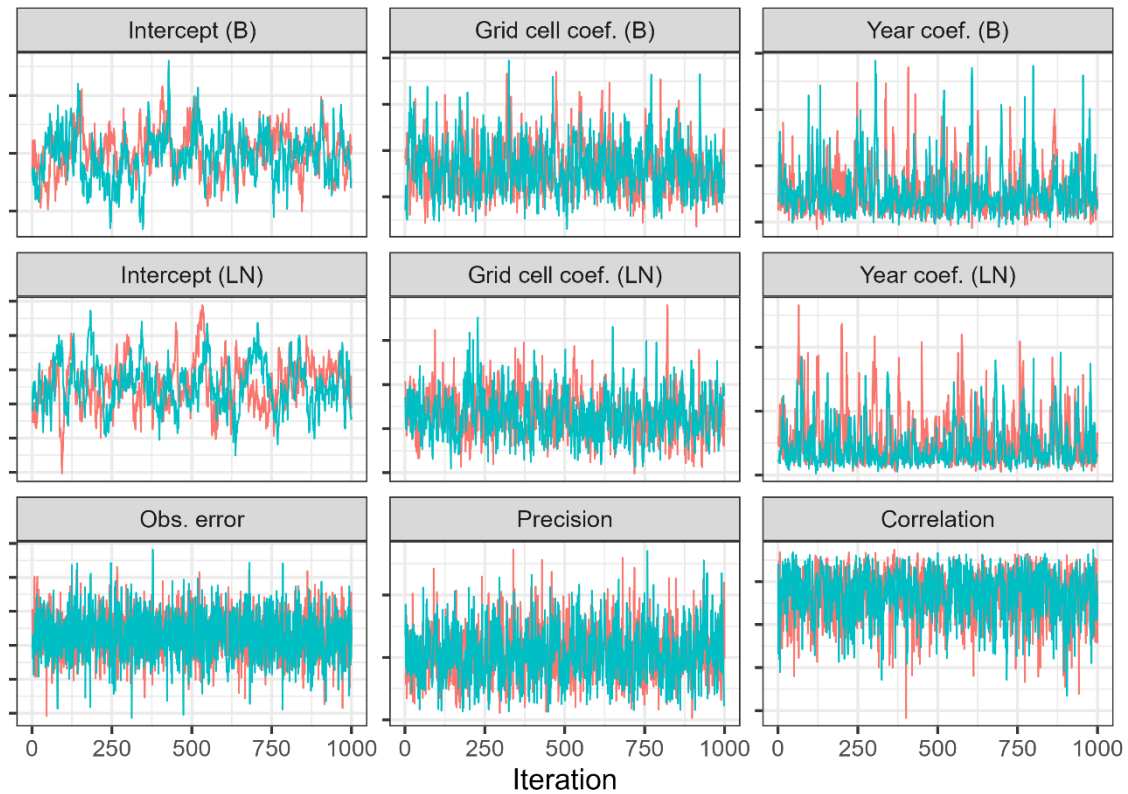 Intercept (B)
Grid cell coef. (B)
Year coef. (B)
Intercept (LN)
Grid cell coef. (LN)
Year coef. (LN)
Obs. error
Precision
Correlation
0 250 500 750 1000
0 250 500 750 1000
0 250 500 750 1000
Iteration